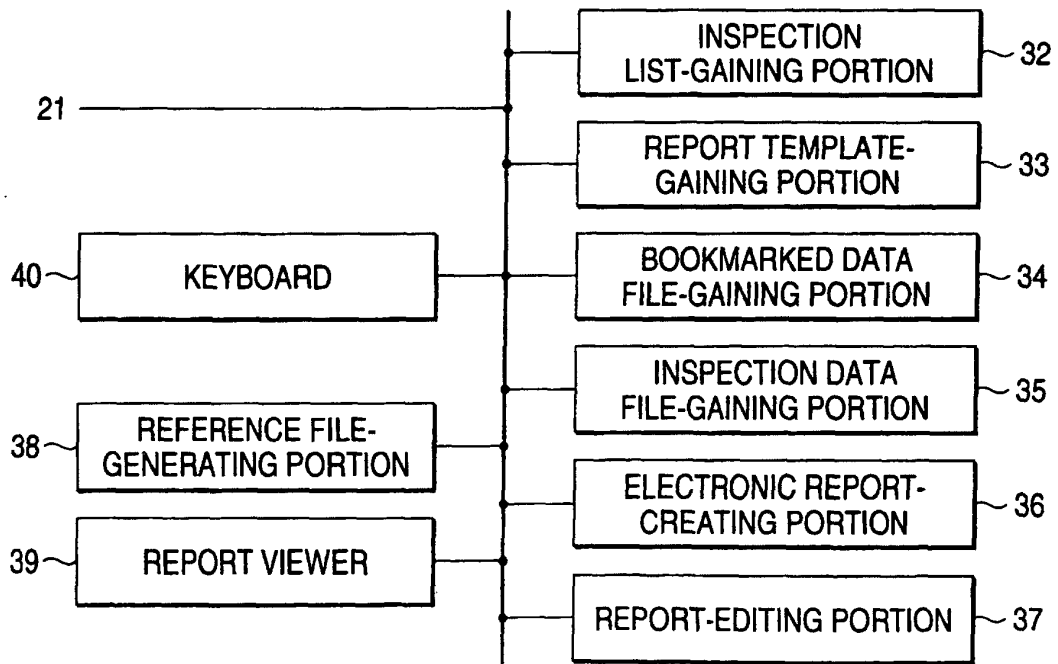 INSPECTION
LIST-GAINING PORTION
32
21
REPORT TEMPLATE-
GAINING PORTION
33
40
KEYBOARD
BOOKMARKED DATA
FILE-GAINING PORTION
34
INSPECTION DATA
FILE-GAINING PORTION
35
38
REFERENCE FILE-
GENERATING PORTION
ELECTRONIC REPORT-
CREATING PORTION
36
39
REPORT VIEWER
REPORT-EDITING PORTION
37